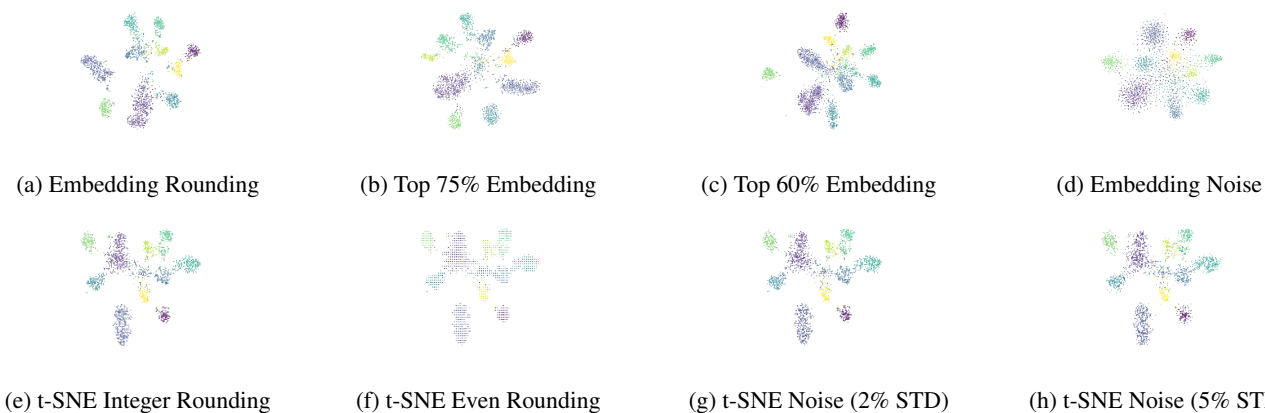 (a) Embedding Rounding
(b) Top 75% Embedding
(c) Top 60% Embedding
(d) Embedding Noise
(e) t-SNE Integer Rounding
(f) t-SNE Even Rounding
(g) t-SNE Noise (2% STD)
(h) t-SNE Noise (5% ST